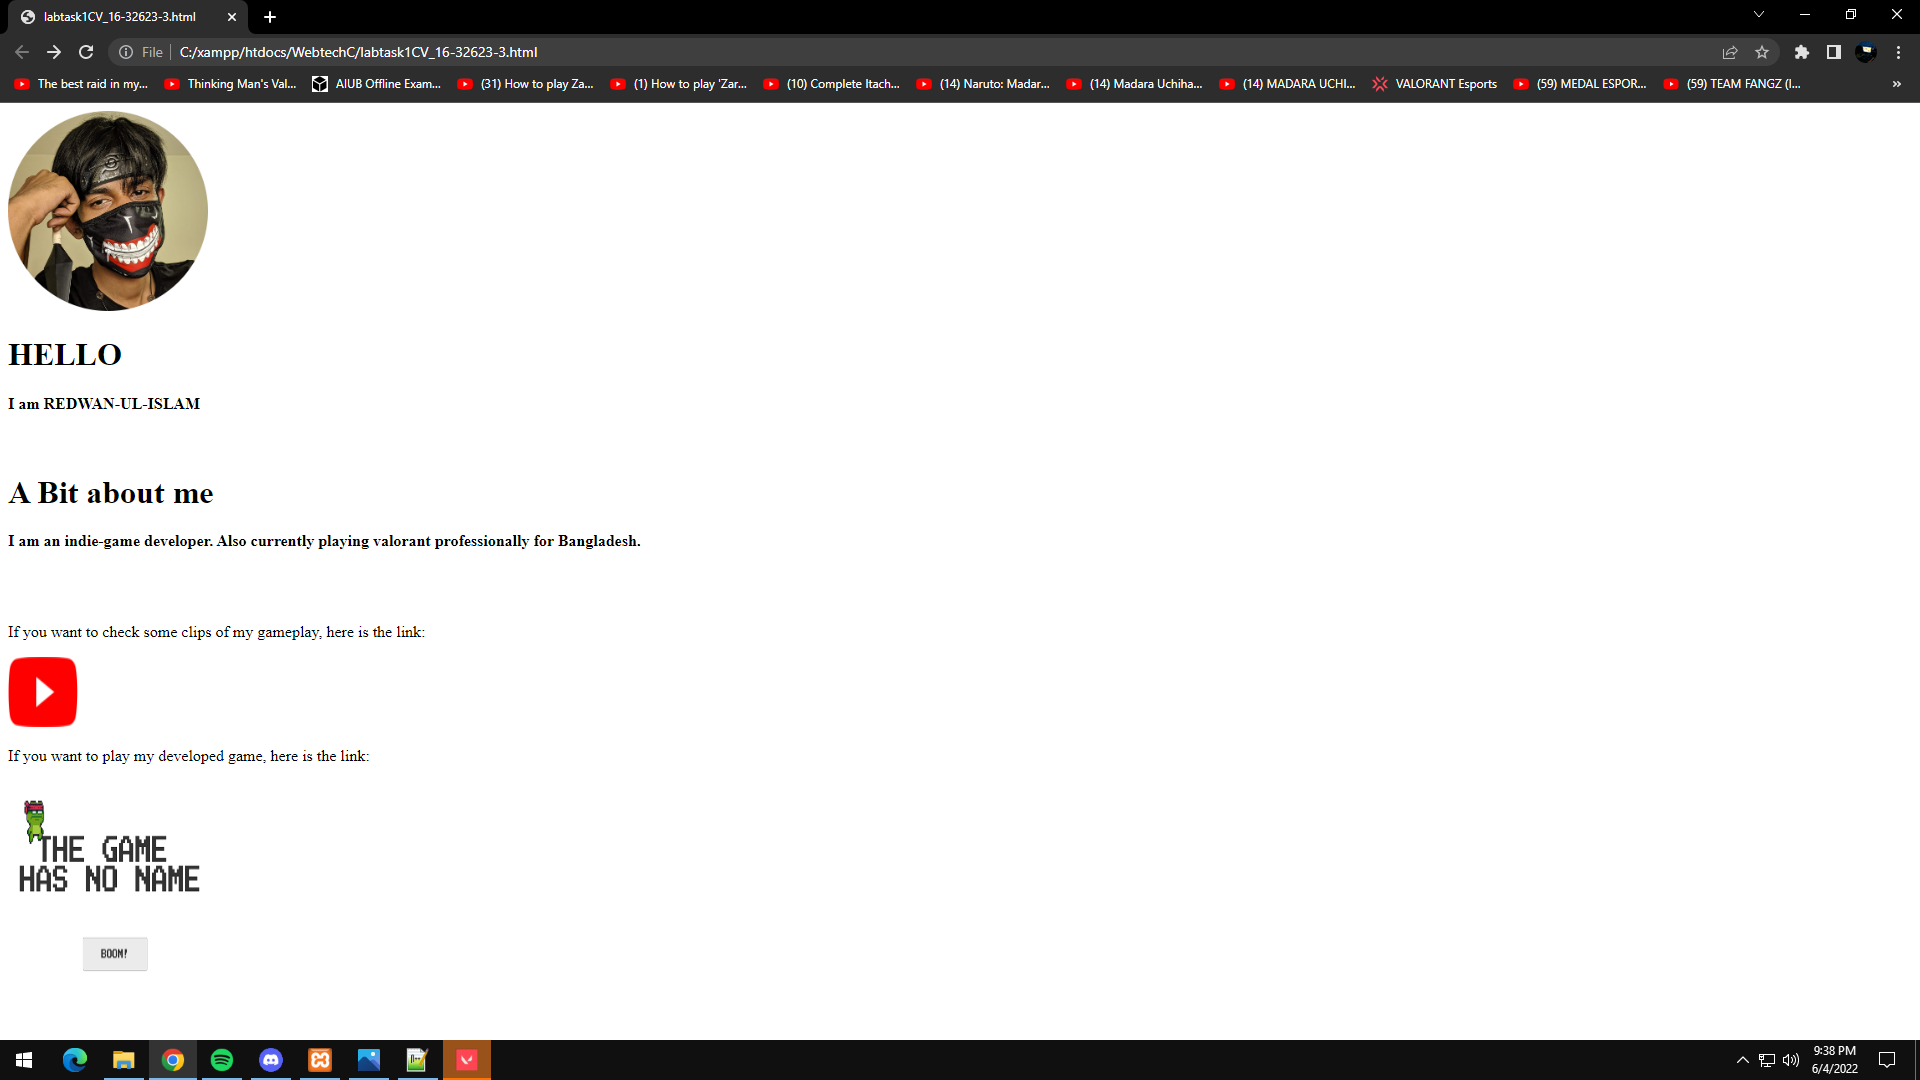 labtask1CV_16-32623-3.html
File
C:/xampp/htdocs/WebtechC/labtask1CV_16-32623-3.html
The best raid in my...
Thinking Man's Val...
AIUB Offline Exam...
(31) How to play Za...
(1) How to play 'Zar...
(10) Complete Itach...
(14) Naruto: Madar...
(14) Madara Uchiha...
(14) MADARA UCHI...
VALORANT Esports
(59) MEDAL ESPOR...
(59) TEAM FANGZ (I...
HELLO
I am REDWAN-UL-ISLAM
A Bit about me
I am an indie-game developer. Also currently playing valorant professionally for Bangladesh.
If you want to check some clips of my gameplay, here is the link:
If you want to play my developed game, here is the link:
THE GAME
HAS NO NAME
BOOM!
9:38 PM
6/4/2022